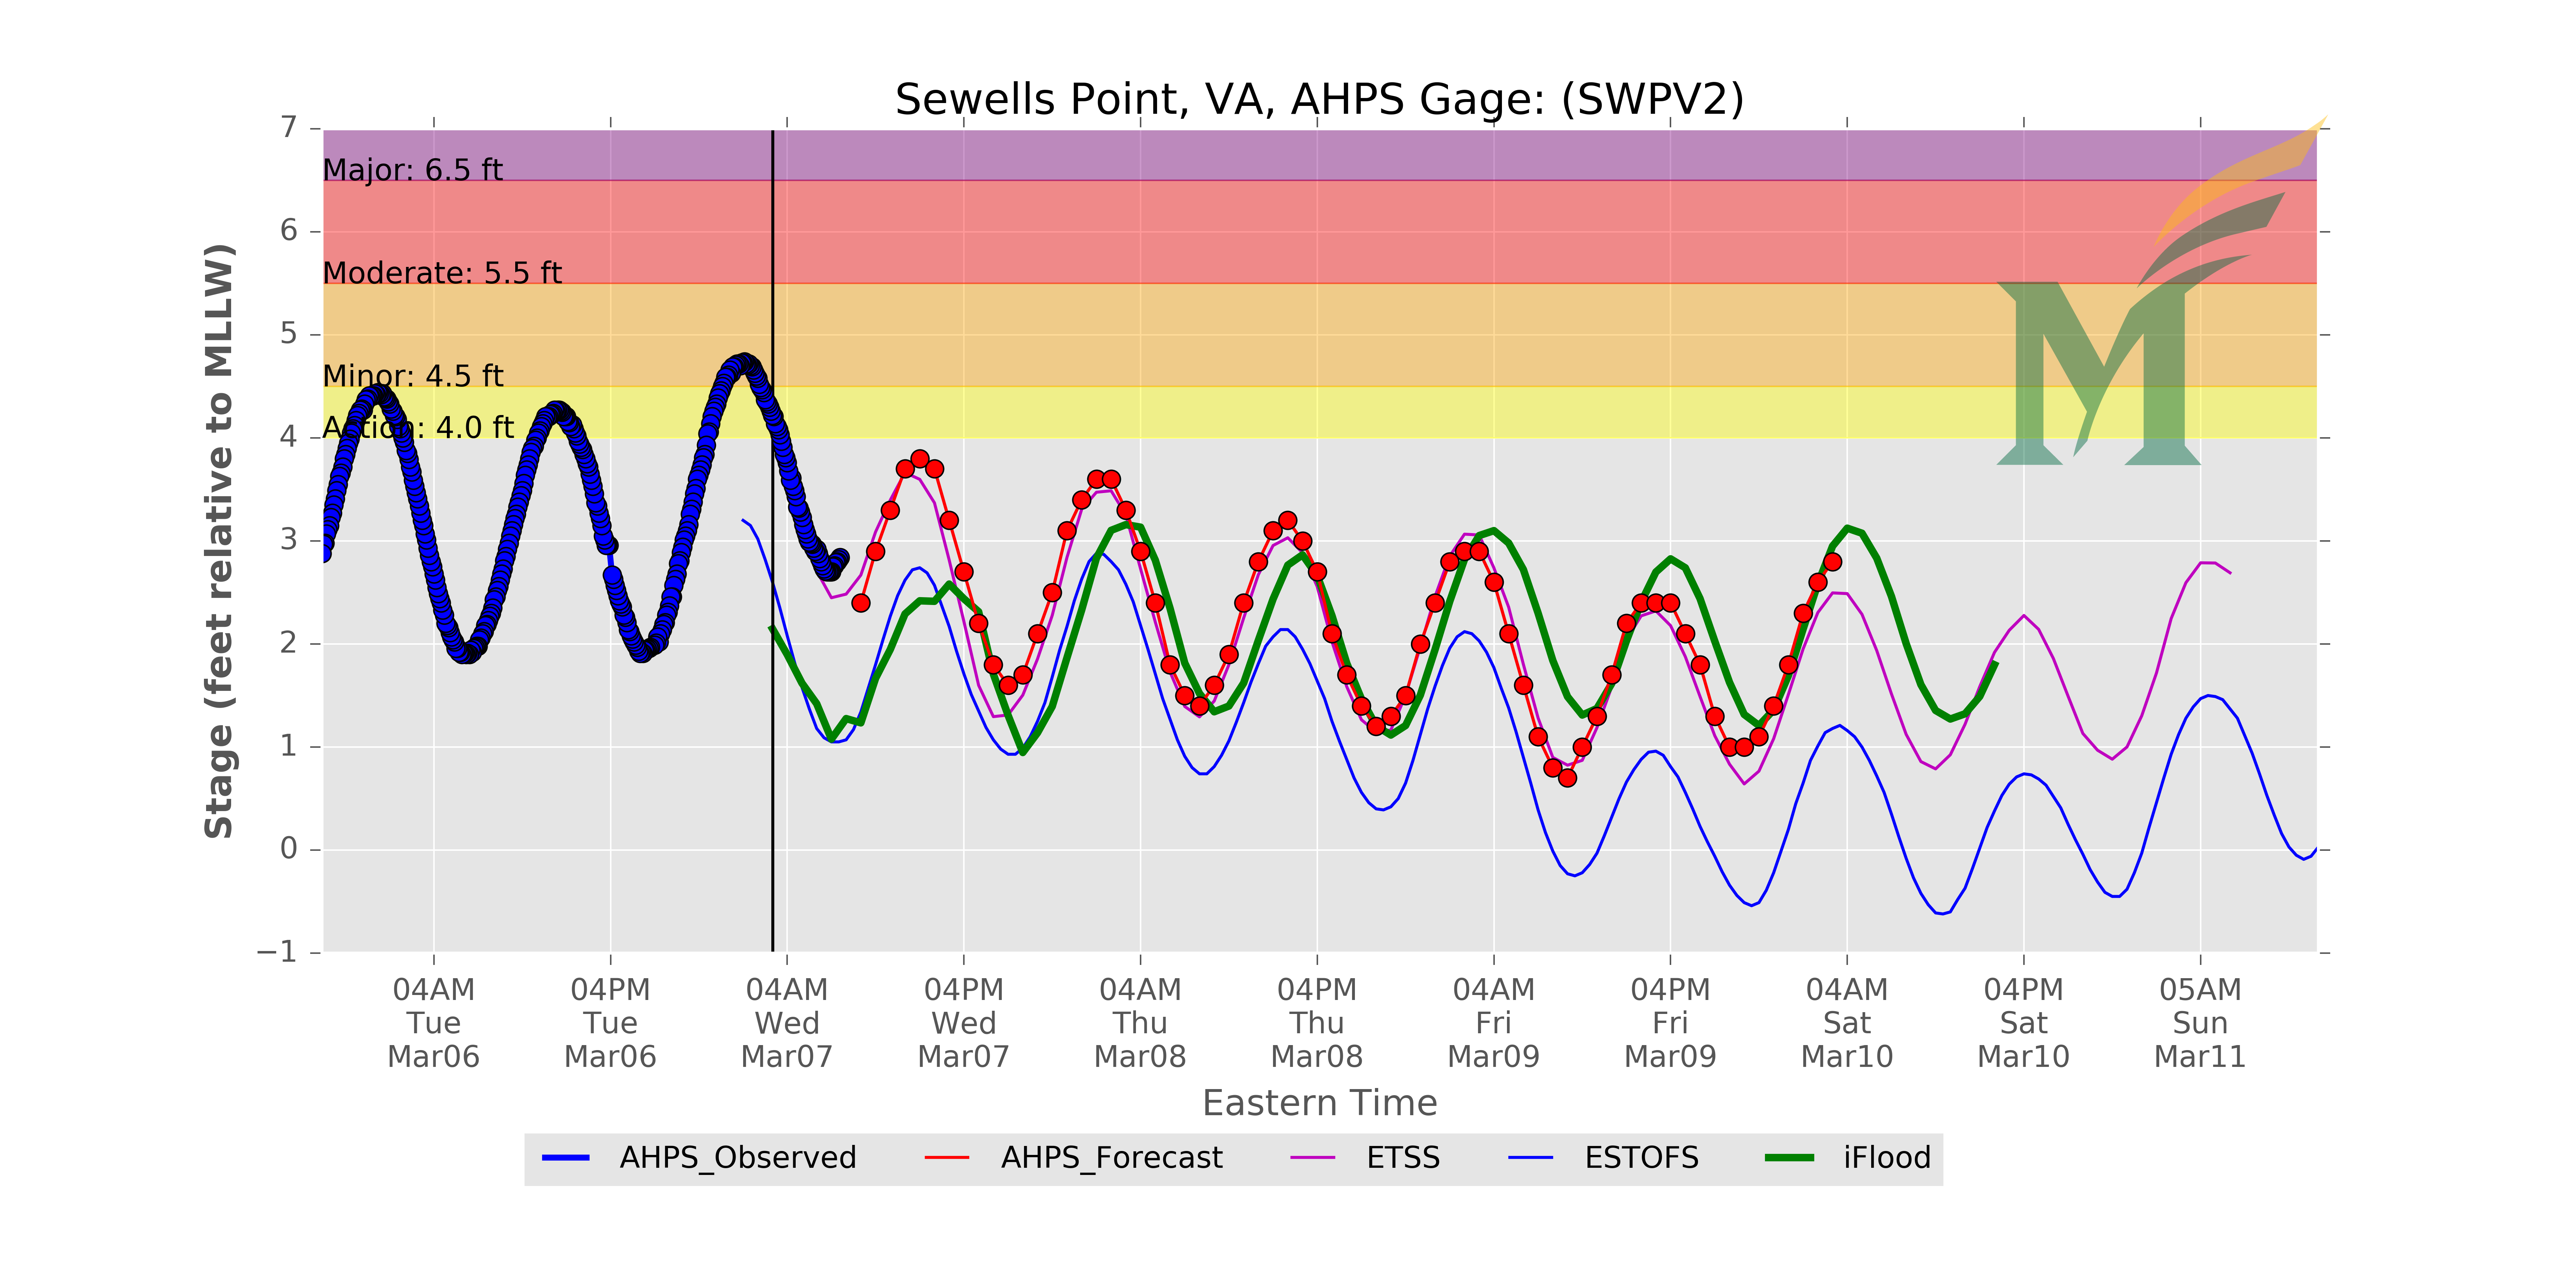 Sewells Point, VA, AHPS Gage: (SWPV2)
7
6
5
4
3
2
1
0
−1
Stage (feet relative to MLLW)
Major: 6.5 ft
Moderate: 5.5 ft
Minor: 4.5 ft
Action: 4.0 ft
M
04AM 04PM 04AM 04PM 04AM 04PM 04AM 04PM 04AM 04PM 05AM
Tue Tue Wed Wed Thu Thu Fri Fri Sat Sat Sun
Mar06 Mar06 Mar07 Mar07 Mar08 Mar08 Mar09 Mar09 Mar10 Mar10 Mar11
Eastern Time
AHPS_Observed AHPS_Forecast ETSS ESTOFS iFlood